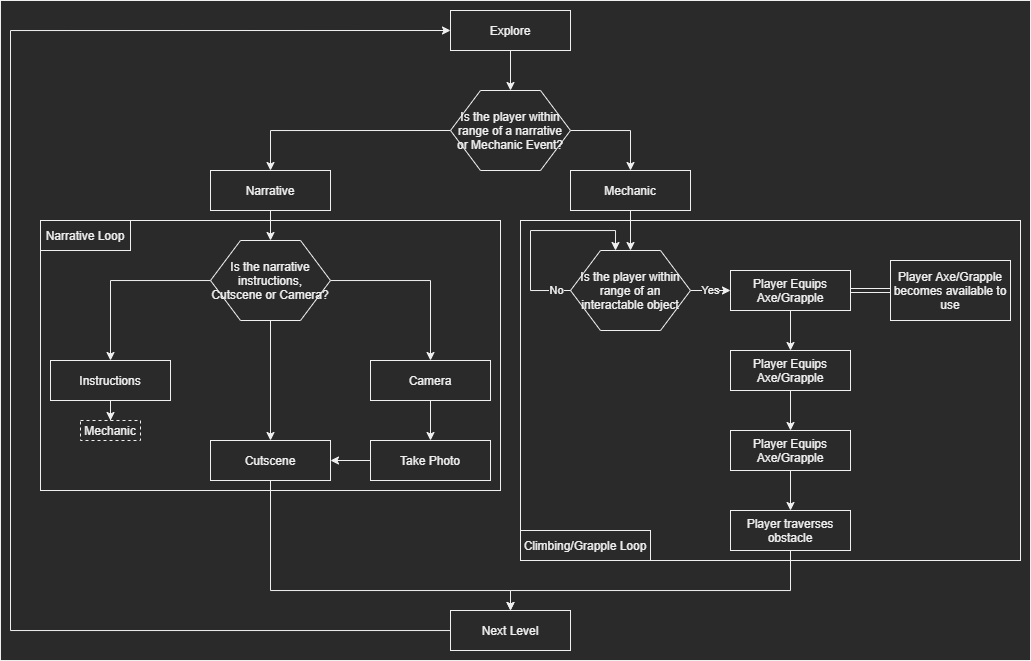 Explore
Is the player within
range of a narrative
or Mechanic Event?
Narrative
Mechanic
Narrative Loop
Is the narrative
instructions,
Cutscene or Camera?
Instructions
Mechanic
Camera
Cutscene
Take Photo
Is the player within
range of an
interactable object
No
Yes
Player Equips
Axe/Grapple
Player Axe/Grapple
becomes available to
use
Player Equips
Axe/Grapple
Player Equips
Axe/Grapple
Player traverses
obstacle
Climbing/Grapple Loop
Next Level